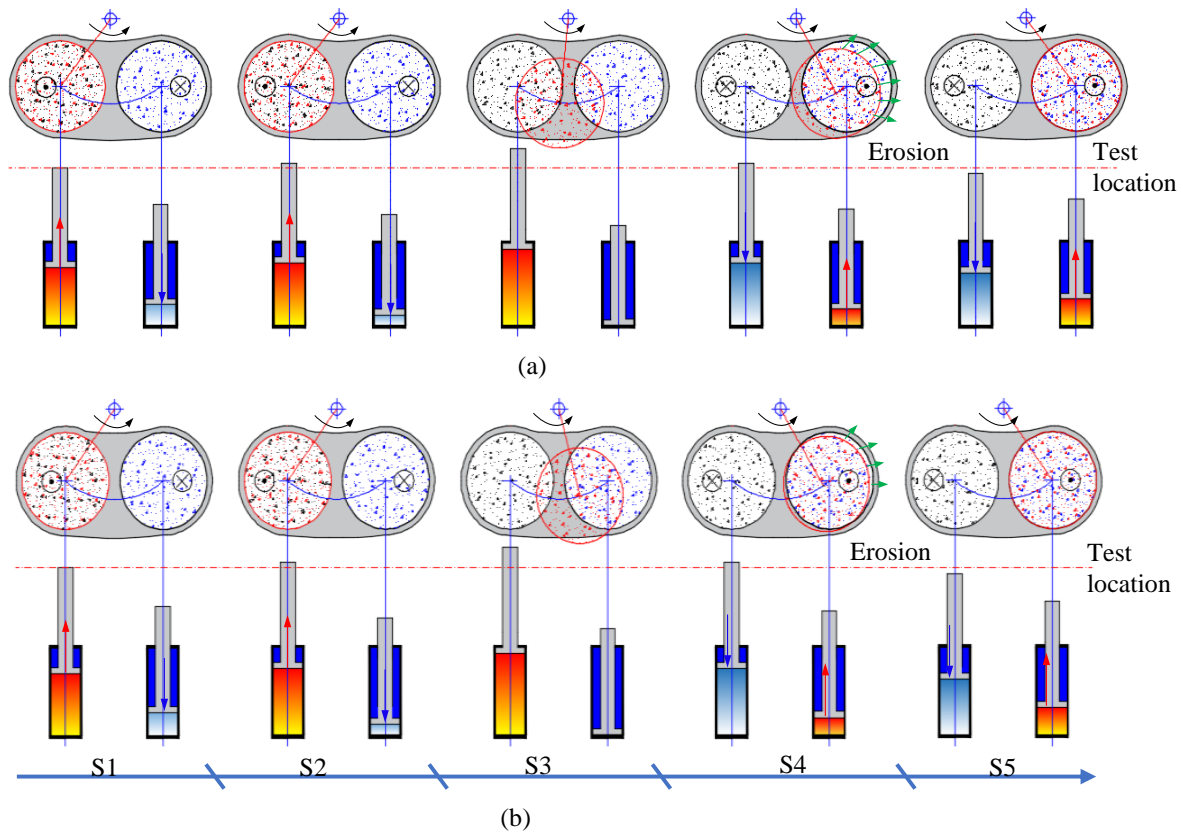 Erosion
Test
location
(a)
Erosion
Test
location
S1
S2
S3
S4
S5
(b)